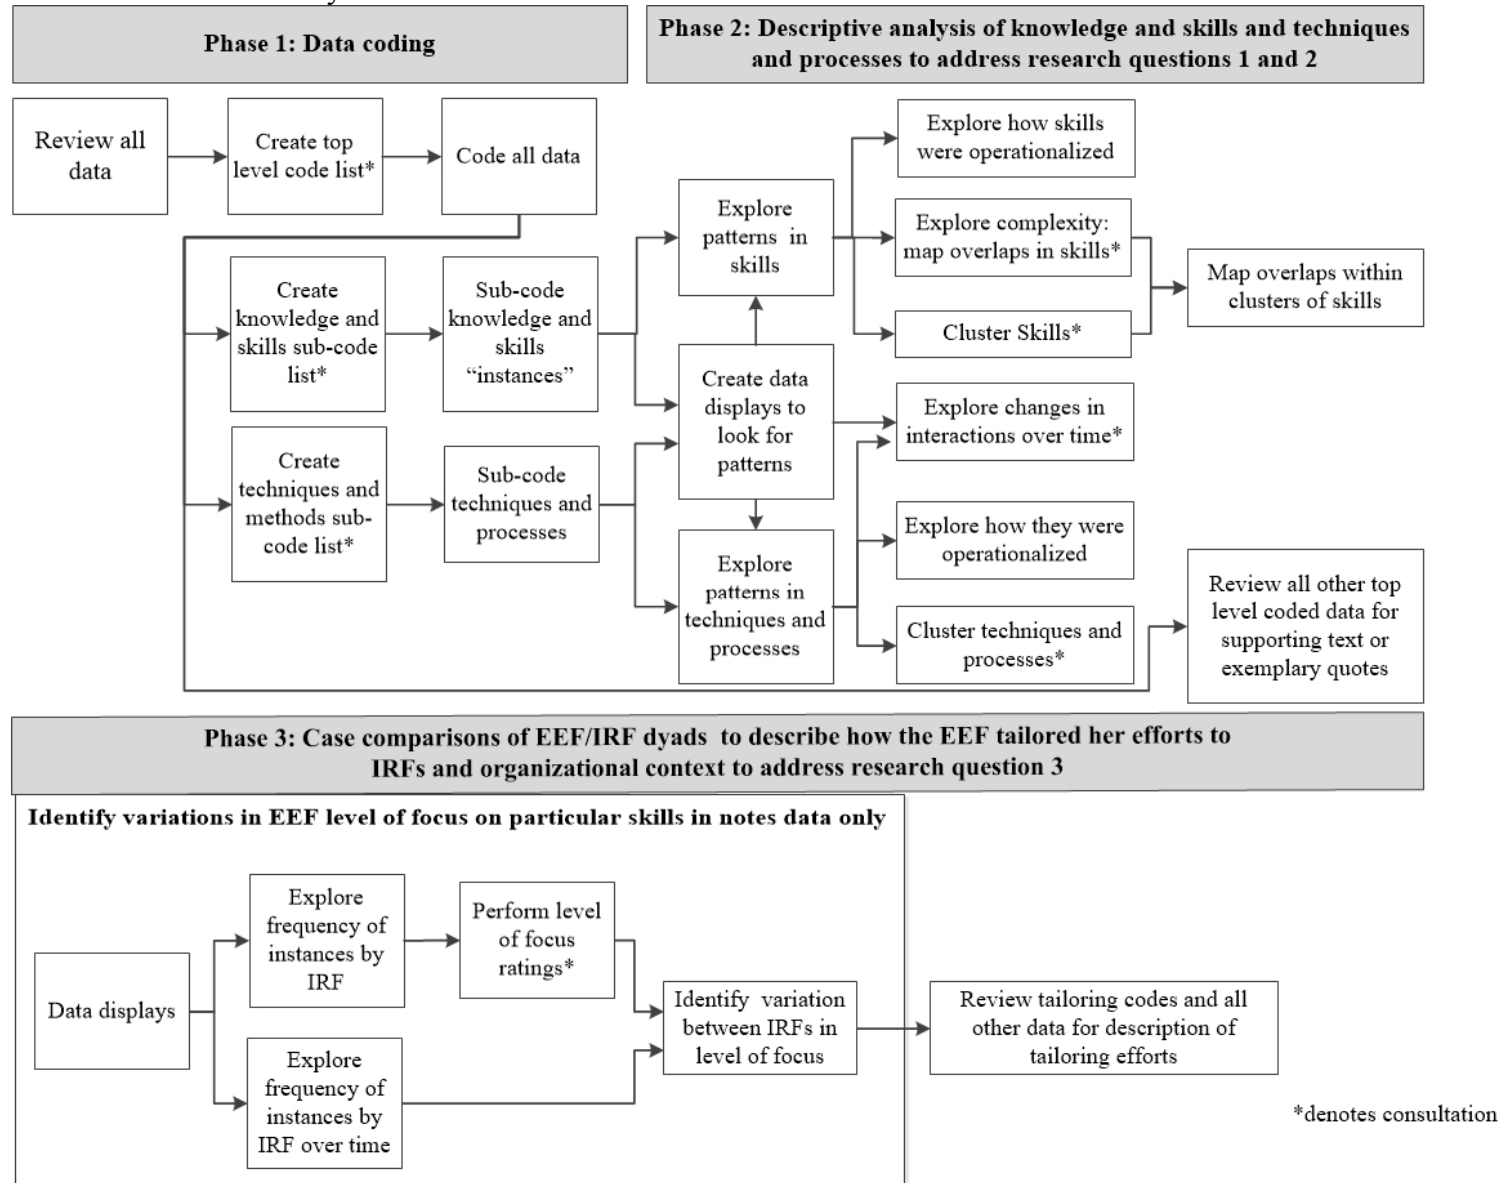 Phase 1: Data coding
Phase 2: Descriptive analysis of knowledge and skills and techniques
and processes to address research questions 1 and 2
Review all
data
Create top
level code list*
Code all data
Explore how skills
were operationalized
Explore
patterns in
skills
Explore complexity:
map overlaps in skills*
Map overlaps within
clusters of skills
Cluster Skills*
Create
knowledge and
skills sub-code
list*
Sub-code
knowledge and
skills
“instances”
Create data
displays to
look for
patterns
Explore changes in
interactions over time*
Create
techniques and
methods sub-
code list*
Sub-code
techniques and
processes
Explore how they were
operationalized
Explore
patterns in
techniques and
processes
Cluster techniques and
processes*
Review all other top
level coded data for
supporting text or
exemplary quotes
Phase 3: Case comparisons of EEF/IRF dyads to describe how the EEF tailored her efforts to
IRFs and organizational context to address research question 3
Identify variations in EEF level of focus on particular skills in notes data only
Data displays
Explore
frequency of
instances by
IRF
Perform level
of focus
ratings*
Explore
frequency of
instances by
IRF over time
Identify variation
between IRFs in
level of focus
Review tailoring codes and all
other data for description of
tailoring efforts
*denotes consultation